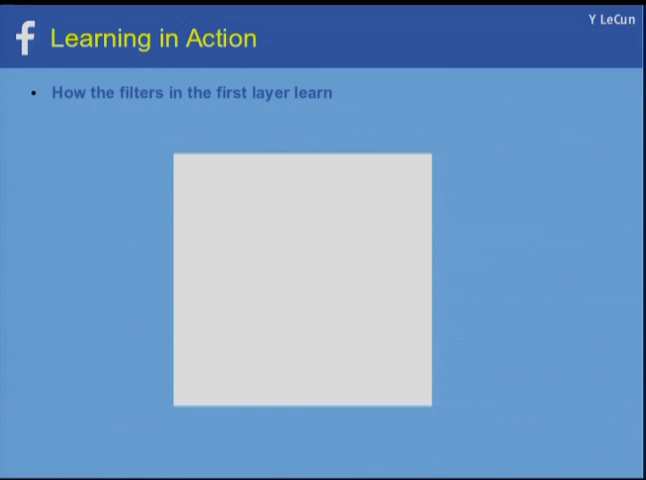 Y LeCun
f Learning in Action
• How the filters in the first layer learn